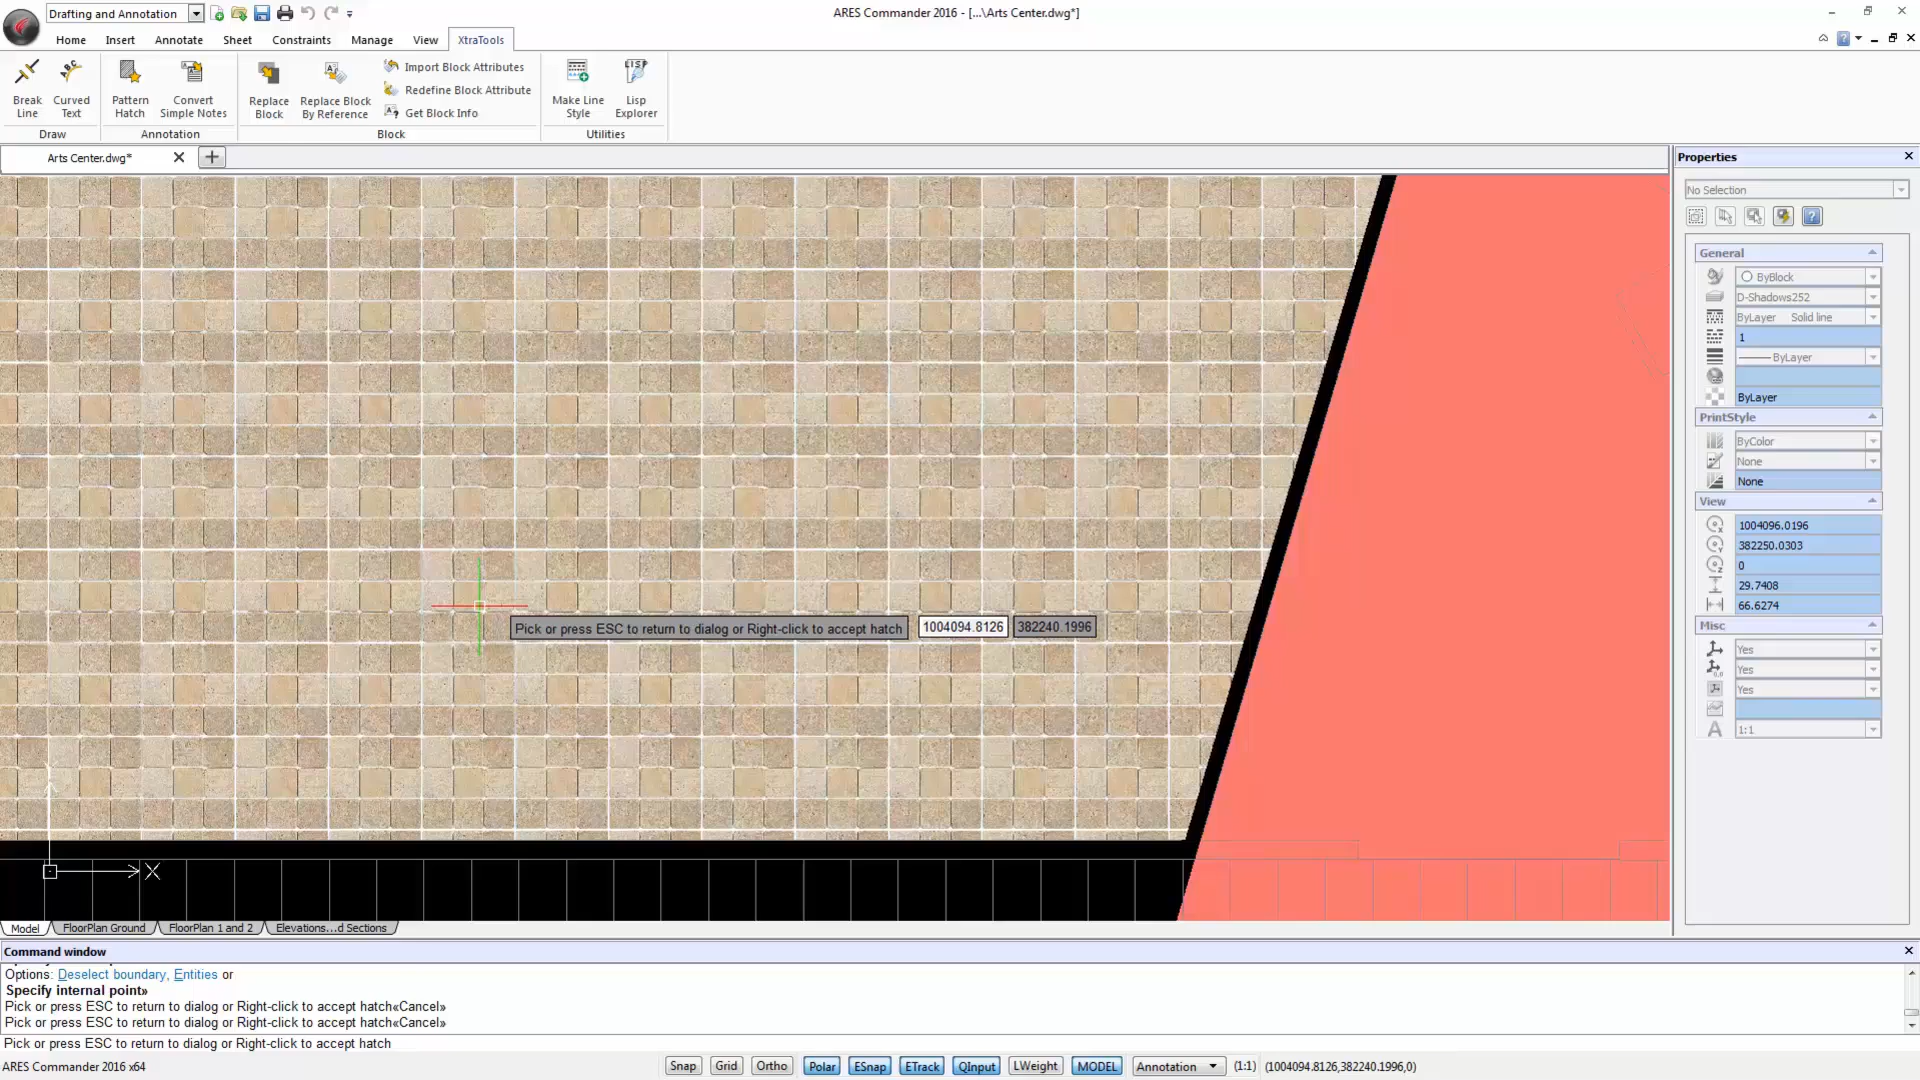 Drafting and Annotation
ARES Commander 2016 - [...\Arts Center.dwg*]
Home Insert Annotate Sheet Constraints Manage View XtraTools
Break Line
Curved Text
Draw
Pattern Hatch
Convert Simple Notes
Annotation
Replace Block
Replace Block By Reference
Import Block Attributes
Redefine Block Attribute
Get Block Info
Block
Make Line Style
LISP
Lisp Explorer
Utilities
Arts Center.dwg*
Properties
No Selection
General
ByBlock
D-Shadows252
ByLayer Solid line
1
ByLayer
ByLayer
PrintStyle
ByColor
None
None
View
1004096.0196
382250.0303
0
29.7408
66.6274
Misc
Yes
Yes
Yes
1:1
Pick or press ESC to return to dialog or Right-click to accept hatch 1004094.8126 382240.1996
X
Model FloorPlan Ground FloorPlan 1 and 2 Elevations...d Sections
Command window
Options: Deselect boundary, Entities or
Specify internal point»
Pick or press ESC to return to dialog or Right-click to accept hatch«Cancel»
Pick or press ESC to return to dialog or Right-click to accept hatch«Cancel»
Pick or press ESC to return to dialog or Right-click to accept hatch
ARES Commander 2016 x64
Snap Grid Ortho Polar ESnap ETrack QInput LWeight MODEL Annotation (1:1) (1004094.8126,382240.1996,0)